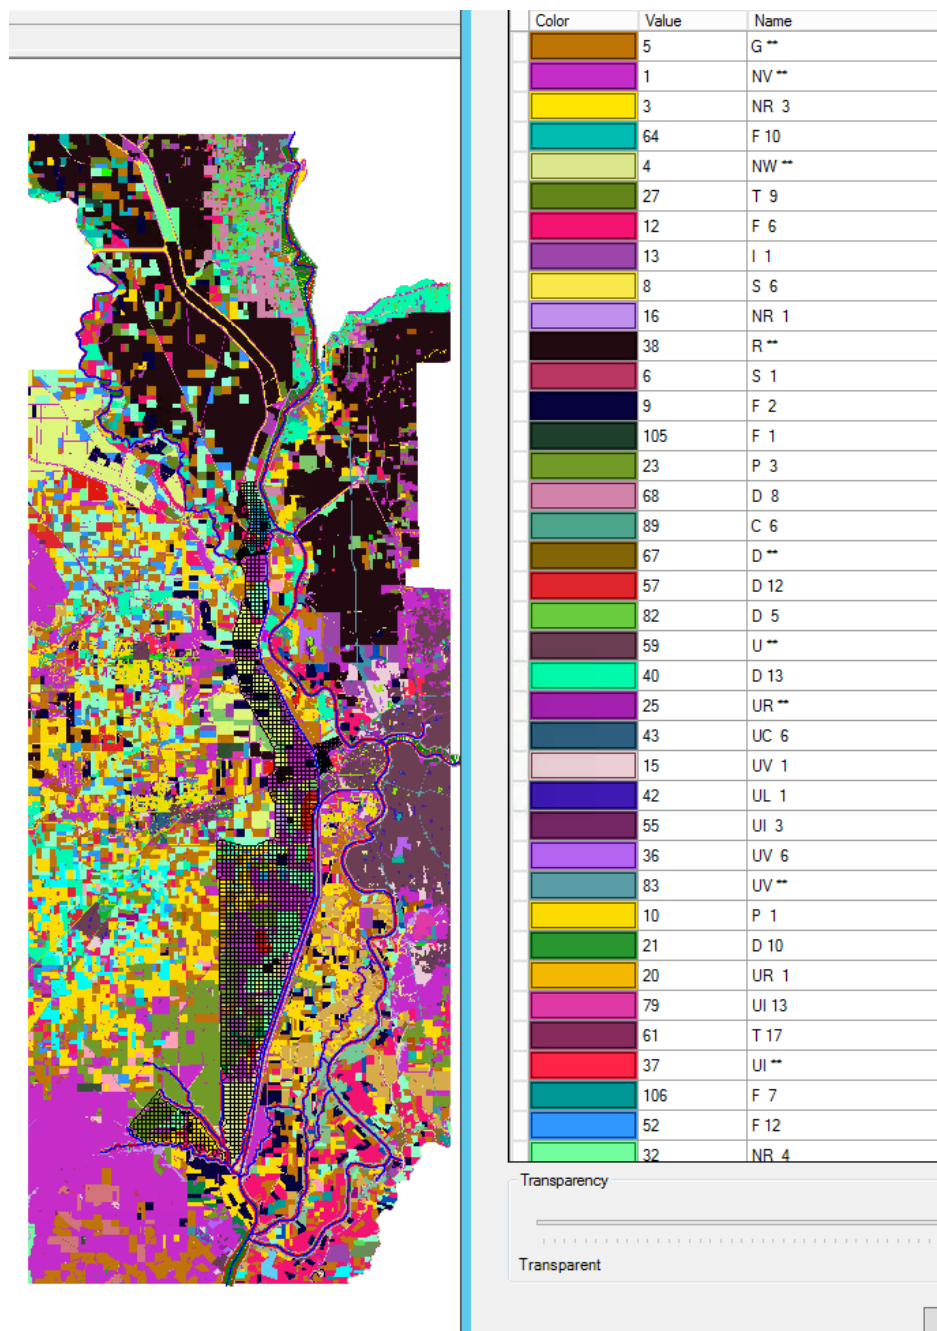 Color Value Name
5 G **
1 NV **
3 NR 3
64 F 10
4 NW **
27 T 9
12 F 6
13 I 1
8 S 6
16 NR 1
38 R **
6 S 1
9 F 2
105 F 1
23 P 3
68 D 8
89 C 6
67 D **
57 D 12
82 D 5
59 U **
40 D 13
25 UR **
43 UC 6
15 UV 1
42 UL 1
55 UI 3
36 UV 6
83 UV **
10 P 1
21 D 10
20 UR 1
79 UI 13
61 T 17
37 UI **
106 F 7
52 F 12
32 NR 4
Transparency
Transparent